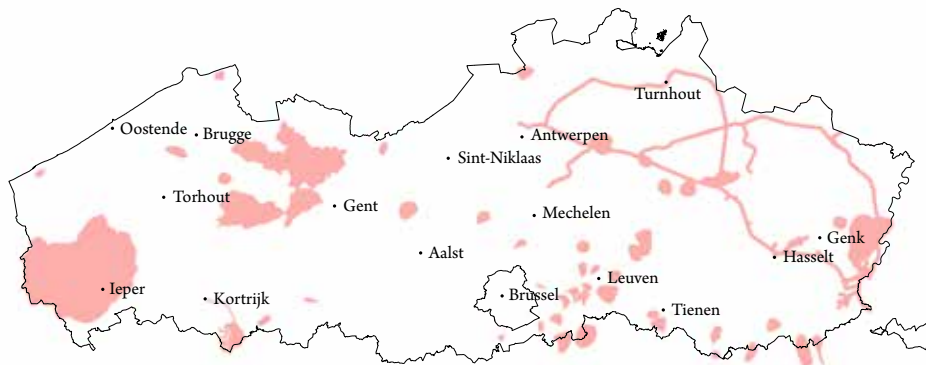 Turnhout
Oostende
Brugge
Antwerpen
Sint-Niklaas
Torhout
Gent
Mechelen
Genk
Aalst
Hasselt
Leuven
Ieper
Kortrijk
Brussel
Tienen